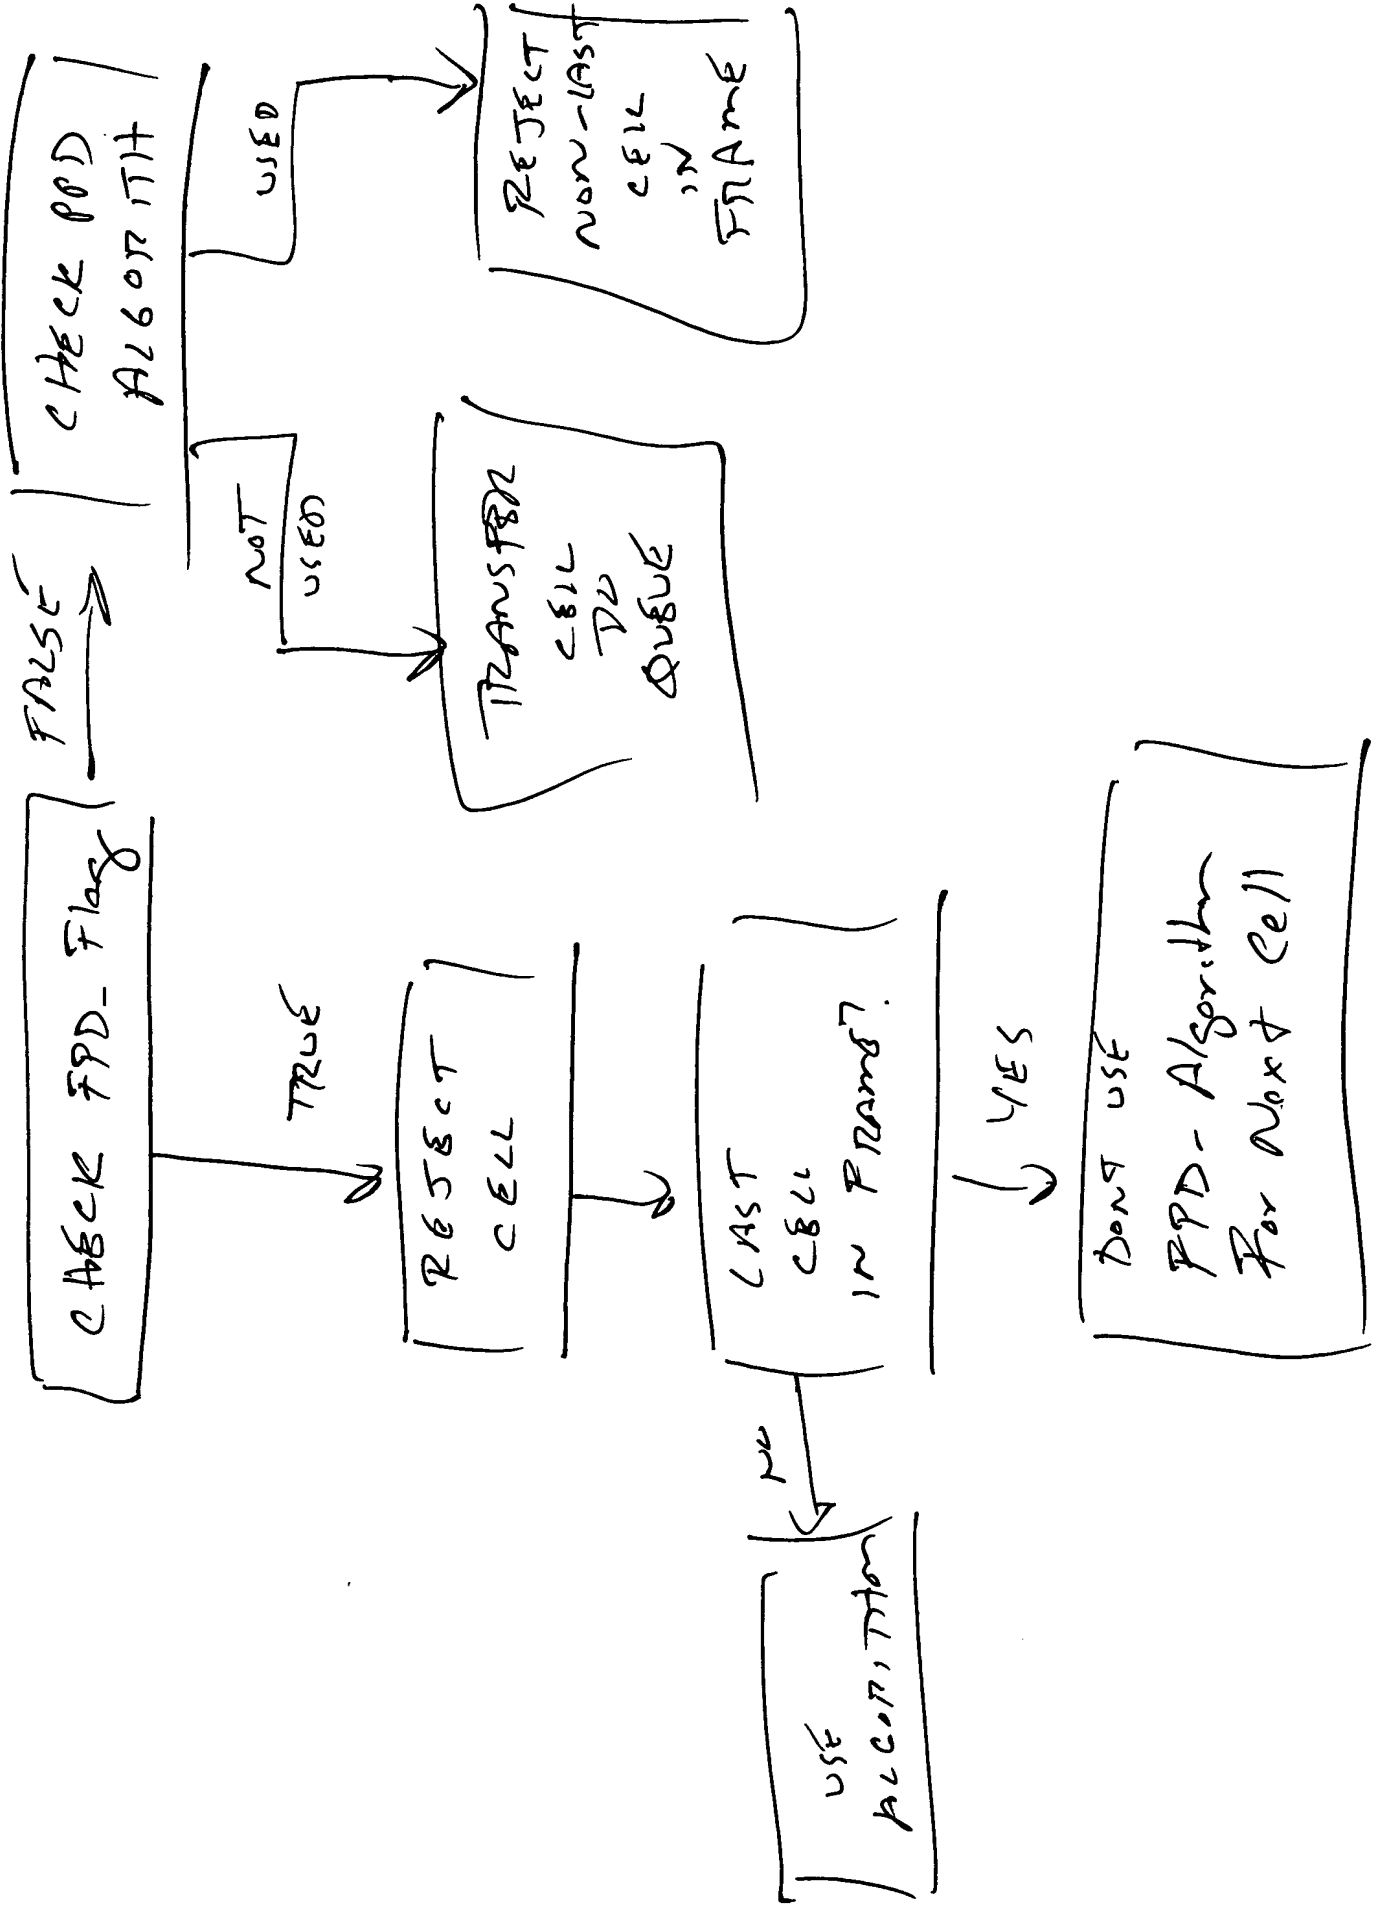 CHECK FPD_Flag
FALSE
CHECK PPD
ALGORITH
TRUE
NOT
USED
USED
REJECT
CELL
TRANSFER
CELL
TO
QUEUE
REJECT
NON-LAST
CELL
IN
FRAME
LAST
CELL
IN FRAME?
NO
YES
USE
ALGORITHM
DONT USE
FPD-Algorithm
For Next Cell